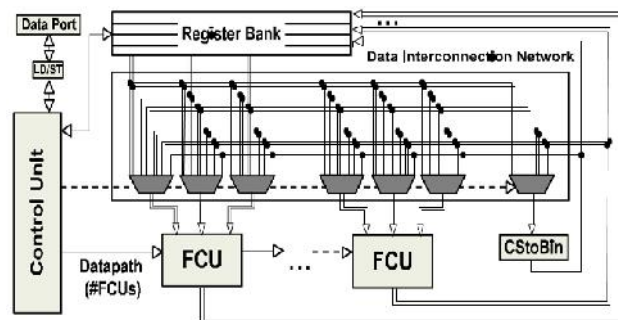 Data Port
Register Bank
...
LD/ST
Data Interconnection Network
Control Unit
FCU
...
FCU
CStoBin
Datapath
(#FCUs)